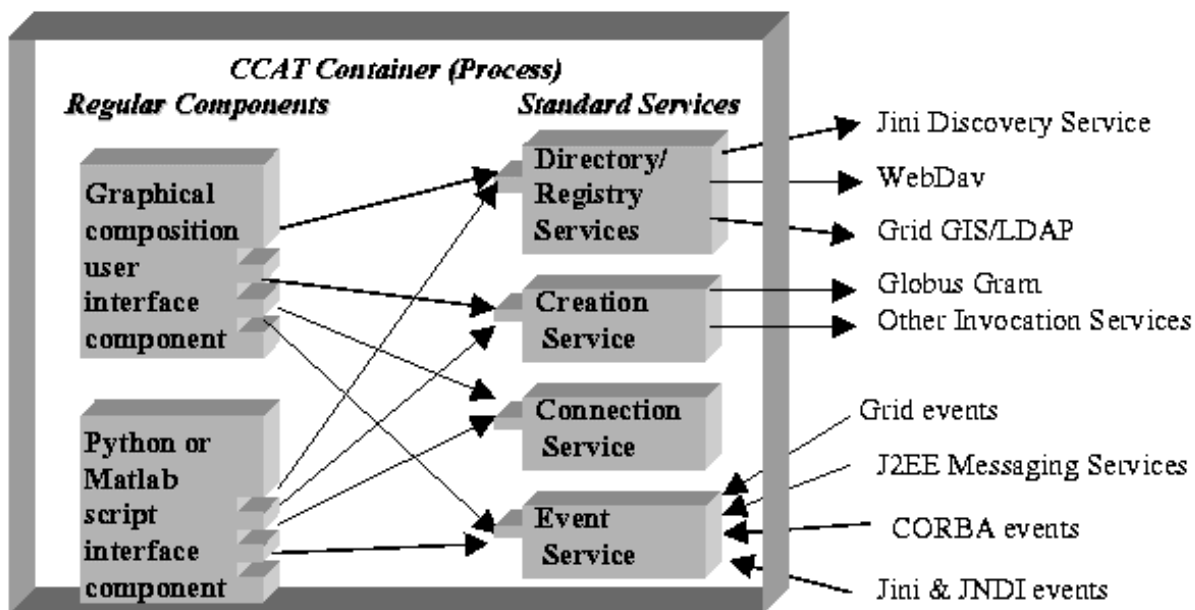 CCAT Container (Process)
Regular Components
Standard Services
Graphical
composition
user
interface
component
Python or
Matlab
script
interface
component
Directory/
Registry
Services
Creation
Service
Connection
Service
Event
Service
Jini Discovery Service
WebDav
Grid GIS/LDAP
Globus Gram
Other Invocation Services
Grid events
J2EE Messaging Services
CORBA events
Jini & JNDI events